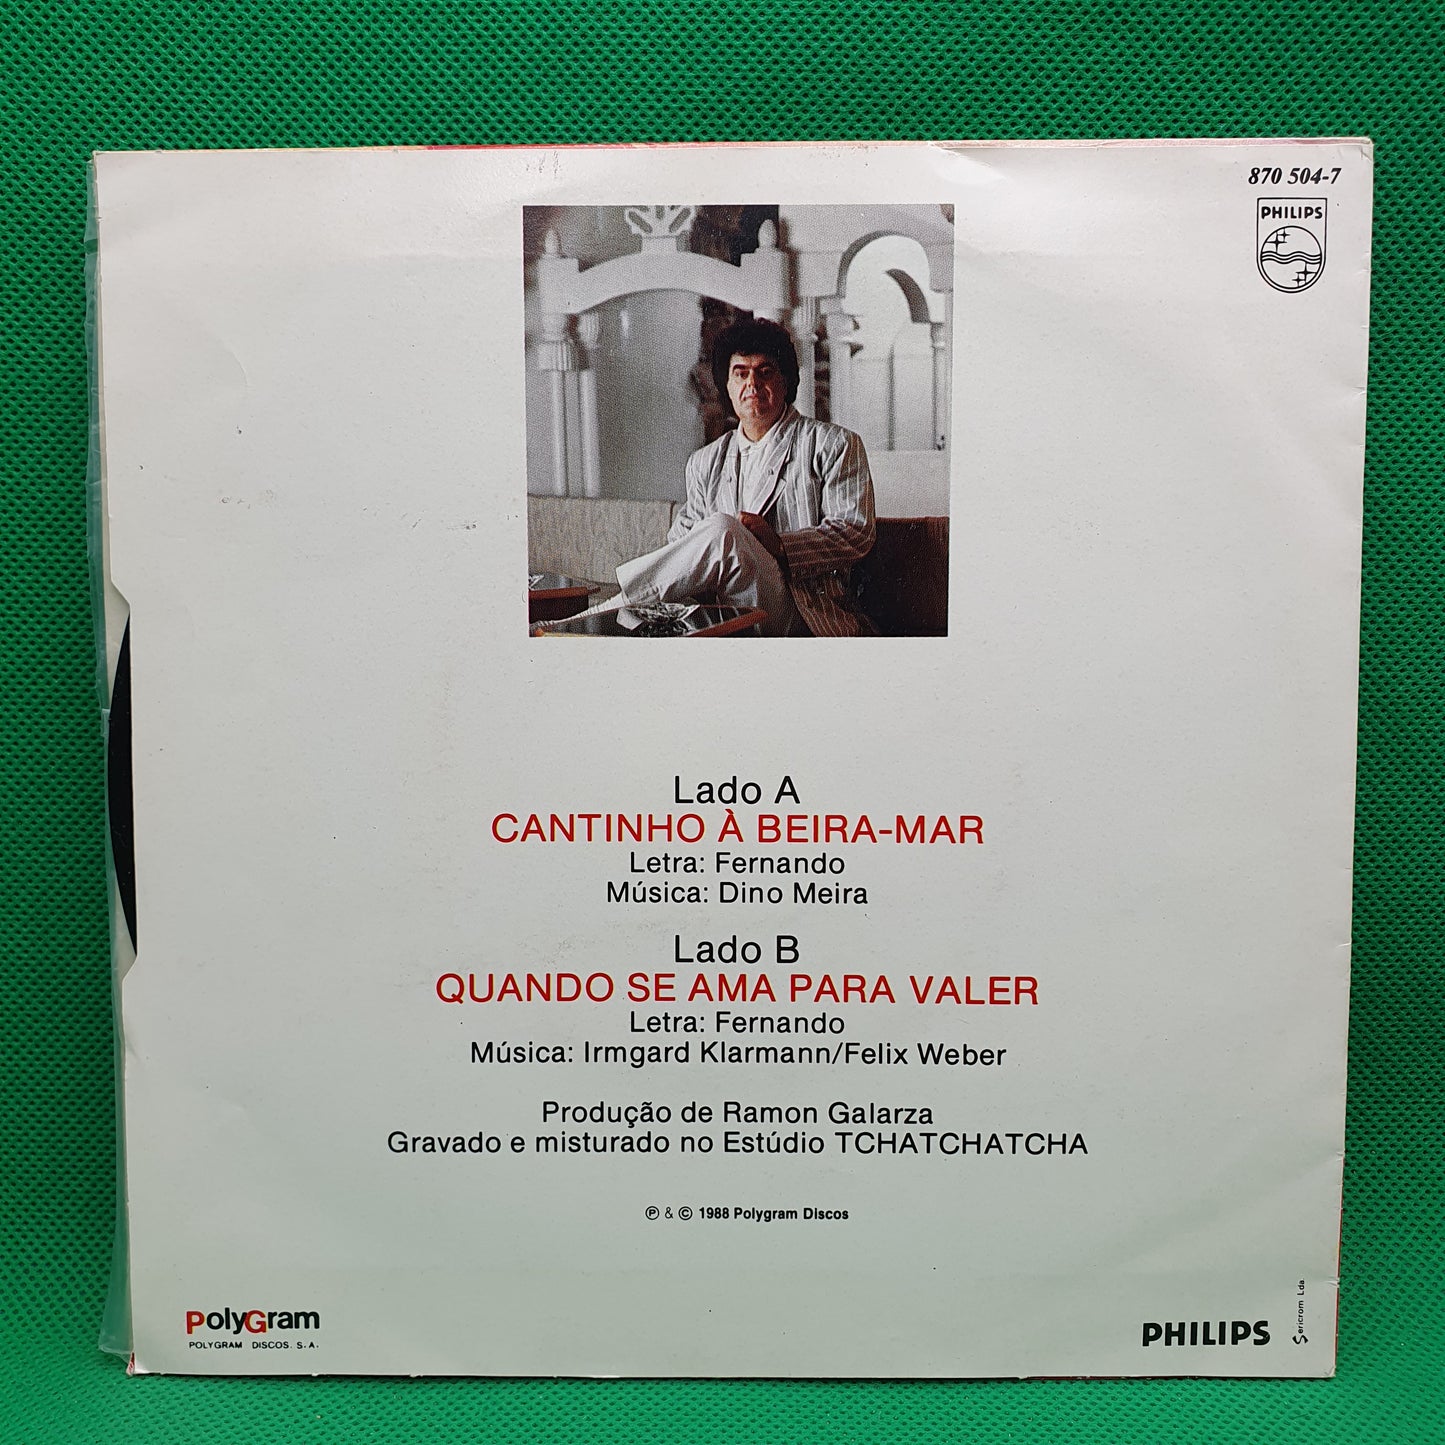 870 504-7
PHILIPS
Lado A
CANTINHO À BEIRA-MAR
Letra: Fernando
Música: Dino Meira
Lado B
QUANDO SE AMA PARA VALER
Letra: Fernando
Música: Irmgard Klarmann/Felix Weber
Produção de Ramon Galarza
Gravado e misturado no Estúdio TCHATCHATCHA
℗ & © 1988 Polygram Discos
PolyGram
POLYGRAM DISCOS. S.A.
PHILIPS
Sericrom Lda.